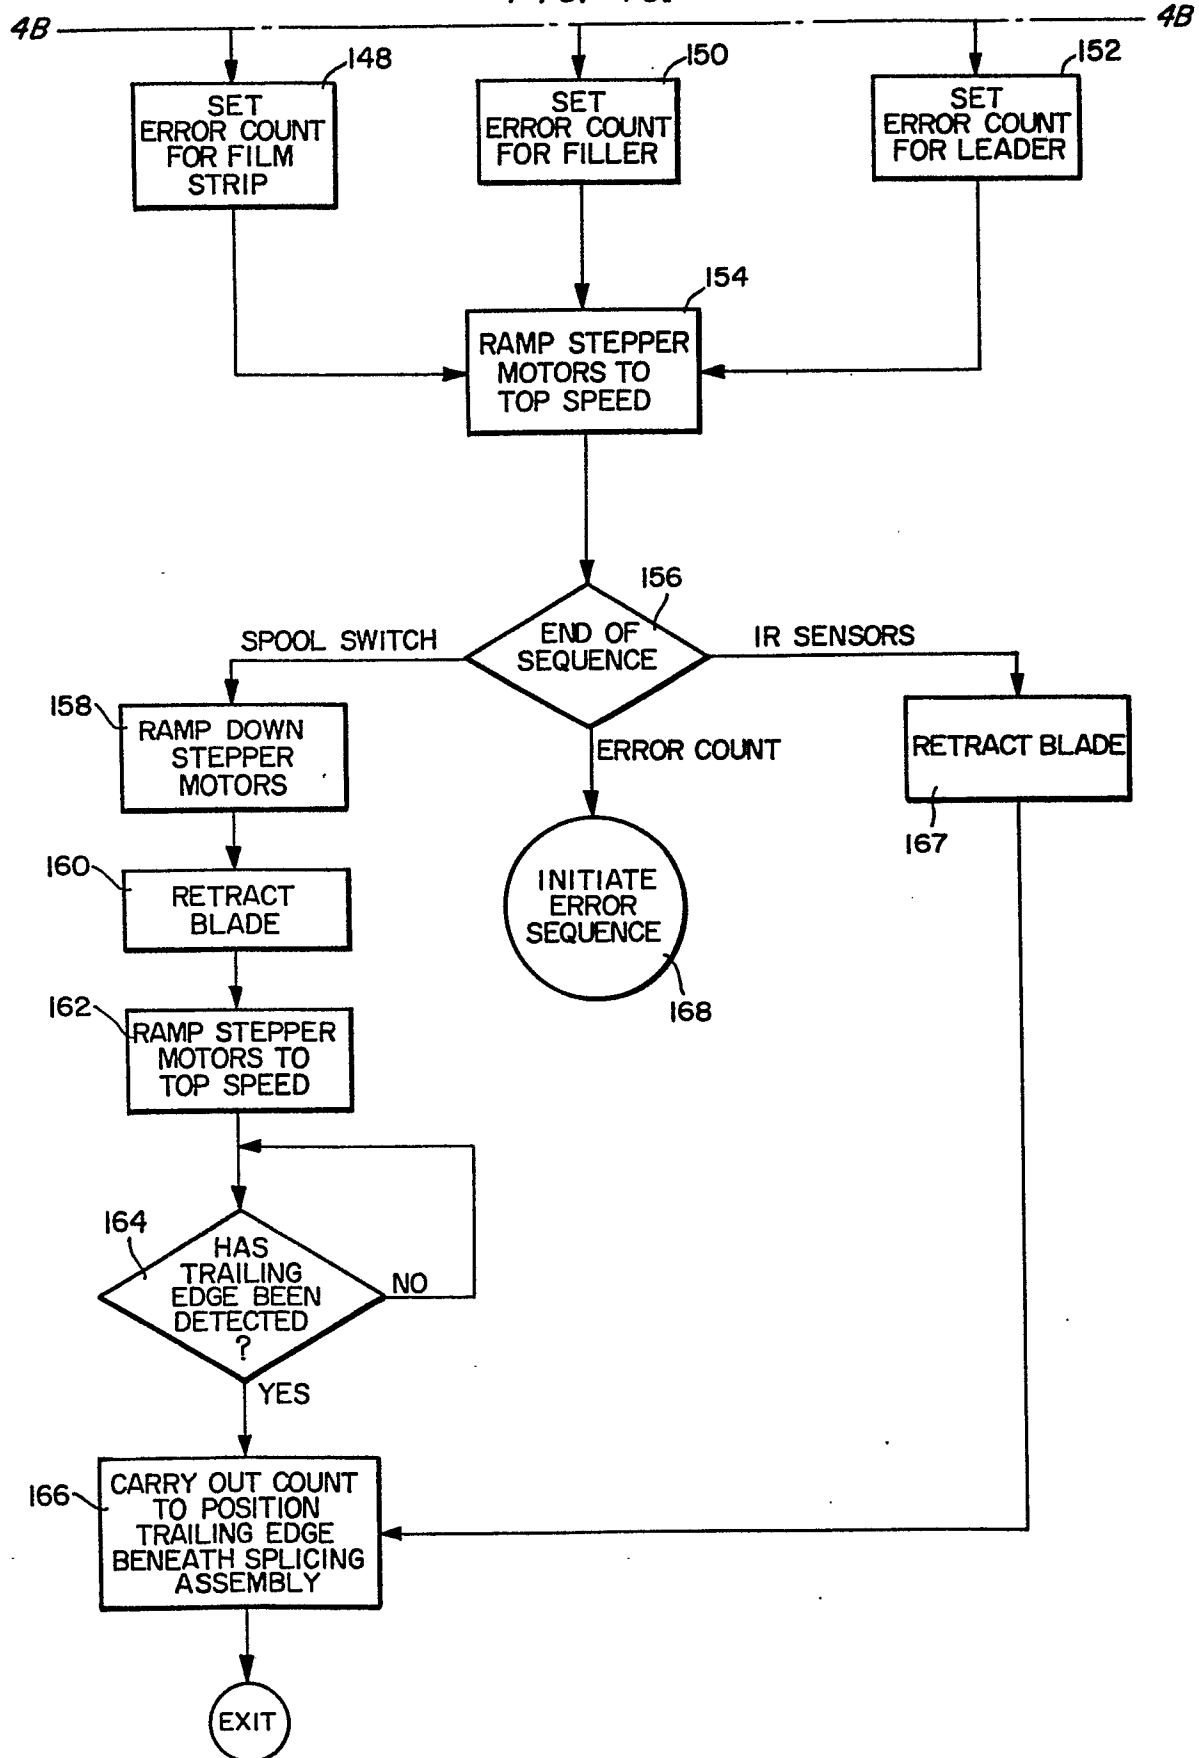 4B 4B
148
150
152
SET
ERROR COUNT
FOR FILM
STRIP
SET
ERROR COUNT
FOR FILLER
SET
ERROR COUNT
FOR LEADER
154
RAMP STEPPER
MOTORS TO
TOP SPEED
156
END OF
SEQUENCE
SPOOL SWITCH
IR SENSORS
ERROR COUNT
158
RAMP DOWN
STEPPER
MOTORS
RETRACT BLADE
167
160
RETRACT
BLADE
INITIATE
ERROR
SEQUENCE
168
162
RAMP STEPPER
MOTORS TO
TOP SPEED
164
HAS
TRAILING
EDGE BEEN
DETECTED
?
NO
YES
166
CARRY OUT COUNT
TO POSITION
TRAILING EDGE
BENEATH SPLICING
ASSEMBLY
EXIT